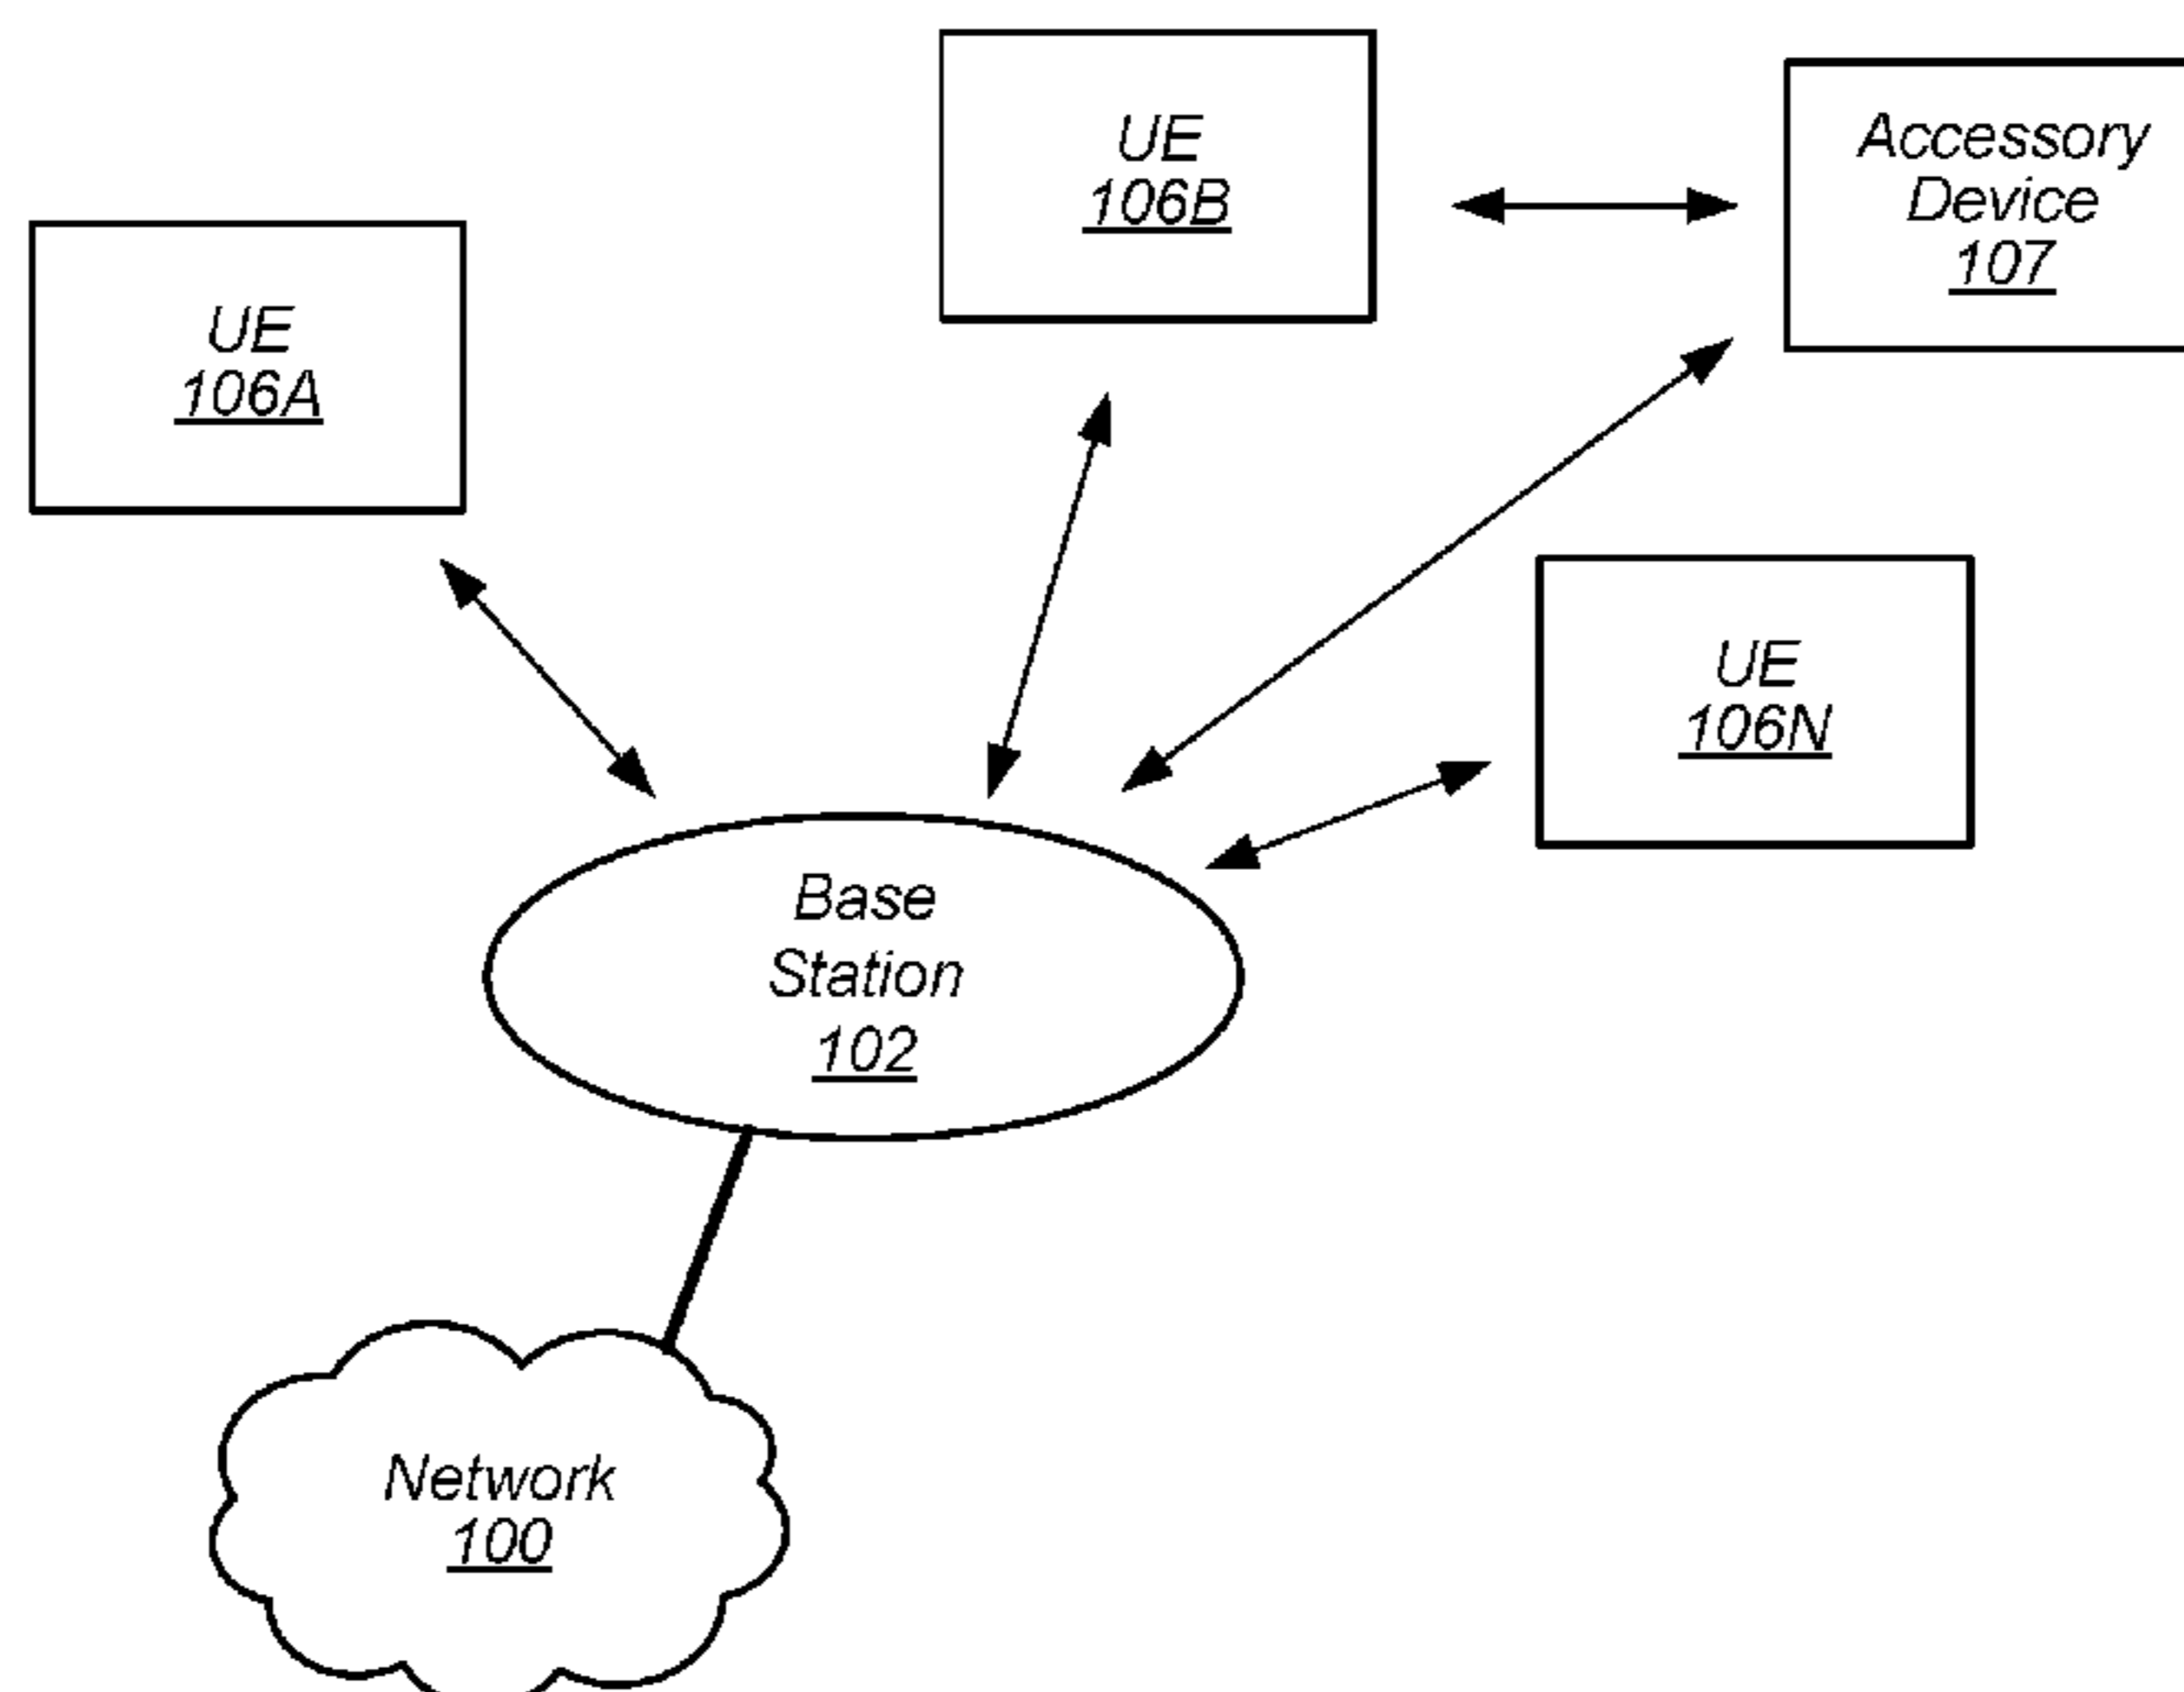 UE
106B
Accessory
Device
107
UE
106A
UE
106N
Base
Station
102
Network
100